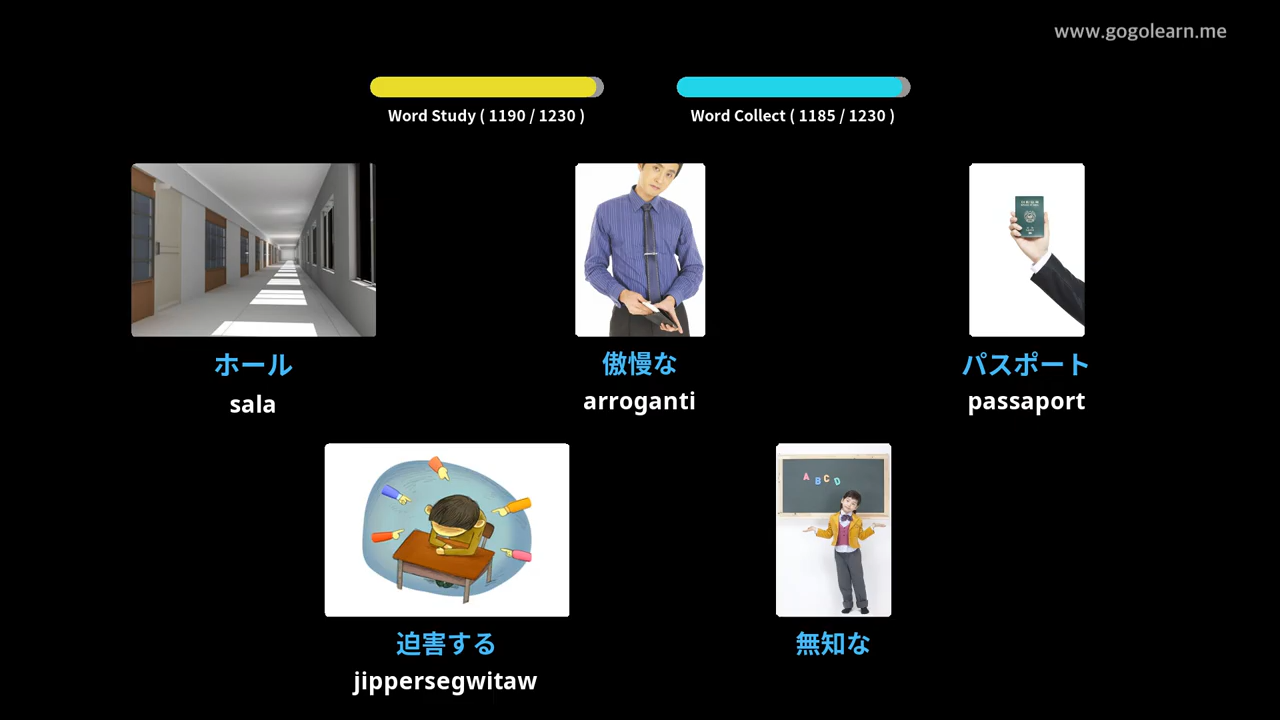 www.gogolearn.me
Word Study ( 1190 / 1230 )
Word Collect ( 1185 / 1230 )
ホール
sala
傲慢な
arroganti
パスポート
passaport
A B C D
迫害する
jippersegwitaw
無知な